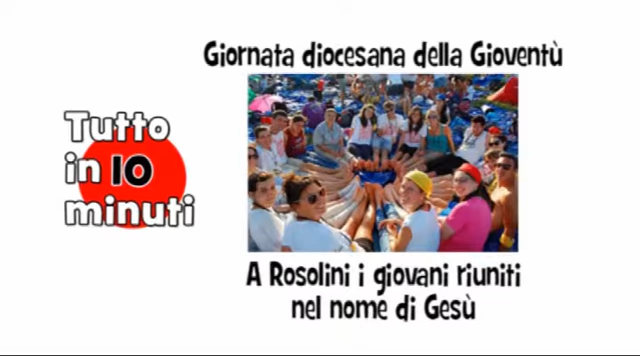 Giornata diocesana della Gioventù
Tutto
in 10
minuti
A Rosolini i giovani riuniti
nel nome di Gesù